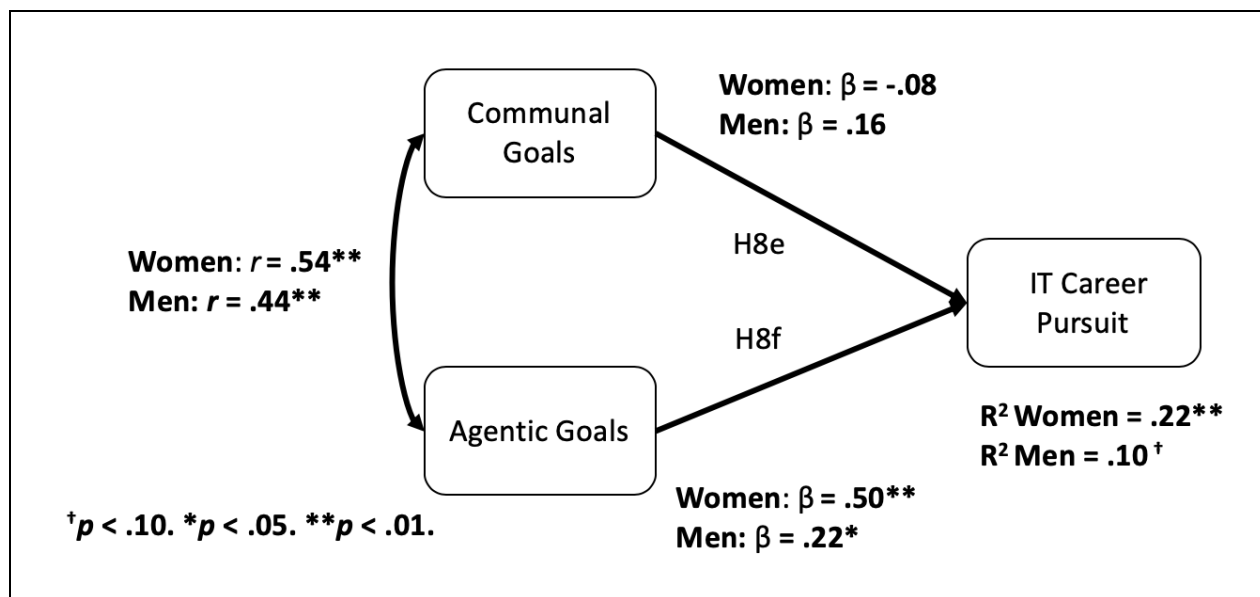 Communal
Goals
Women: β = -.08
Men: β = .16
H8e
Women: r = .54**
Men: r = .44**
IT Career
Pursuit
H8f
Agentic Goals
R² Women = .22**
R² Men = .10 †
Women: β = .50**
Men: β = .22*
†p < .10. *p < .05. **p < .01.